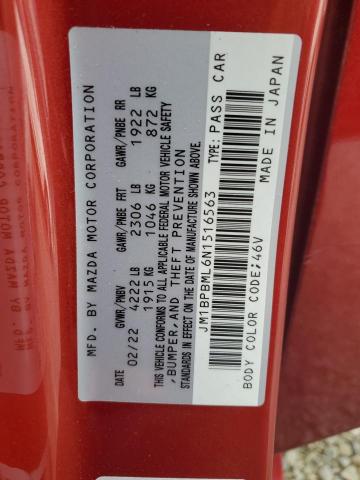 MFD. BY MAZDA MOTOR CORPORATION
DATE GVWR/PNBV GAWR/PNBE FRT GAWR/PNBE RR
02/22 4222 LB 2306 LB 1922 LB
1915 KG 1046 KG 872 KG
THIS VEHICLE CONFORMS TO ALL APPLICABLE FEDERAL MOTOR VEHICLE SAFETY
,BUMPER,AND THEFT PREVENTION
STANDARDS IN EFFECT ON THE DATE OF MANUFACTURE SHOWN ABOVE.
JM1BPBML6N1516563 TYPE: PASS CAR
BODY COLOR CODE:46V MADE IN JAPAN